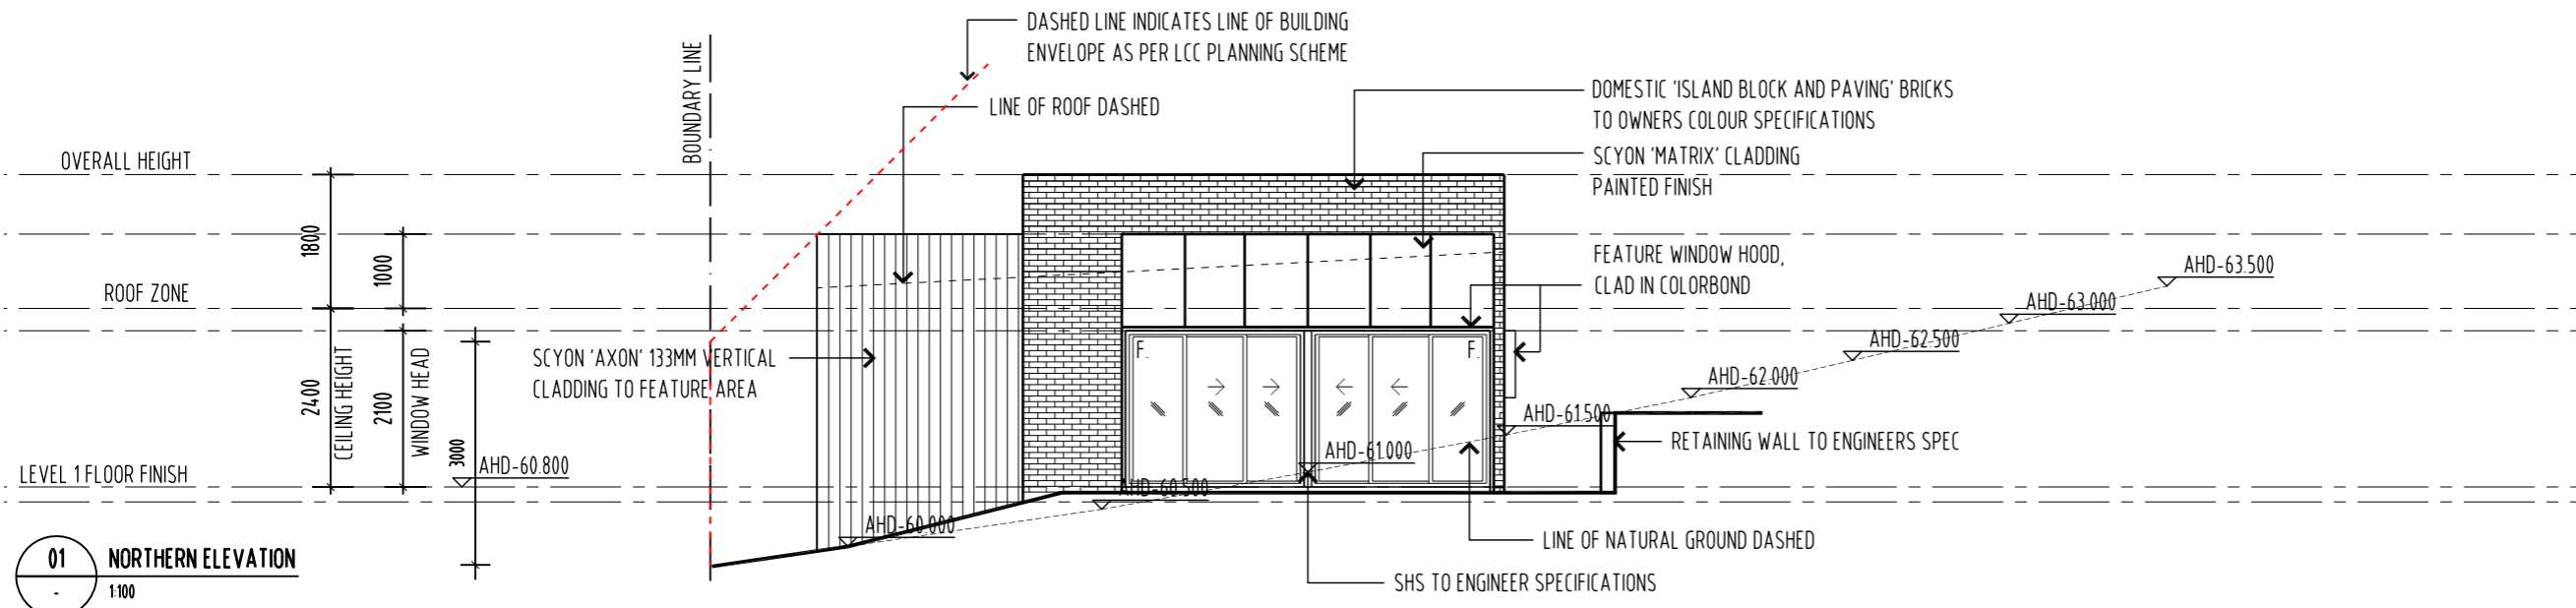 DASHED LINE INDICATES LINE OF BUILDING
ENVELOPE AS PER LCC PLANNING SCHEME
LINE OF ROOF DASHED
BOUNDARY LINE
DOMESTIC 'ISLAND BLOCK AND PAVING' BRICKS
TO OWNERS COLOUR SPECIFICATIONS
SCYON 'MATRIX' CLADDING
PAINTED FINISH
OVERALL HEIGHT
1800
1000
ROOF ZONE
FEATURE WINDOW HOOD,
CLAD IN COLORBOND
AHD-63.500
AHD-63.000
AHD-62.500
AHD-62.000
AHD-61.500
SCYON 'AXON' 133MM VERTICAL
CLADDING TO FEATURE AREA
F.
F.
2400
CEILING HEIGHT
2100
WINDOW HEAD
3000
AHD-60.800
LEVEL 1 FLOOR FINISH
AHD-61.000
RETAINING WALL TO ENGINEERS SPEC
AHD-60.500
AHD-60.000
LINE OF NATURAL GROUND DASHED
SHS TO ENGINEER SPECIFICATIONS
01
-
NORTHERN ELEVATION
1:100